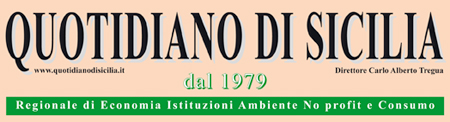 QUOTIDIANO DI SICILIA
www.quotidianodisicilia.it Direttore Carlo Alberto Tregua
dal 1979
Regionale di Economia Istituzioni Ambiente No profit e Consumo